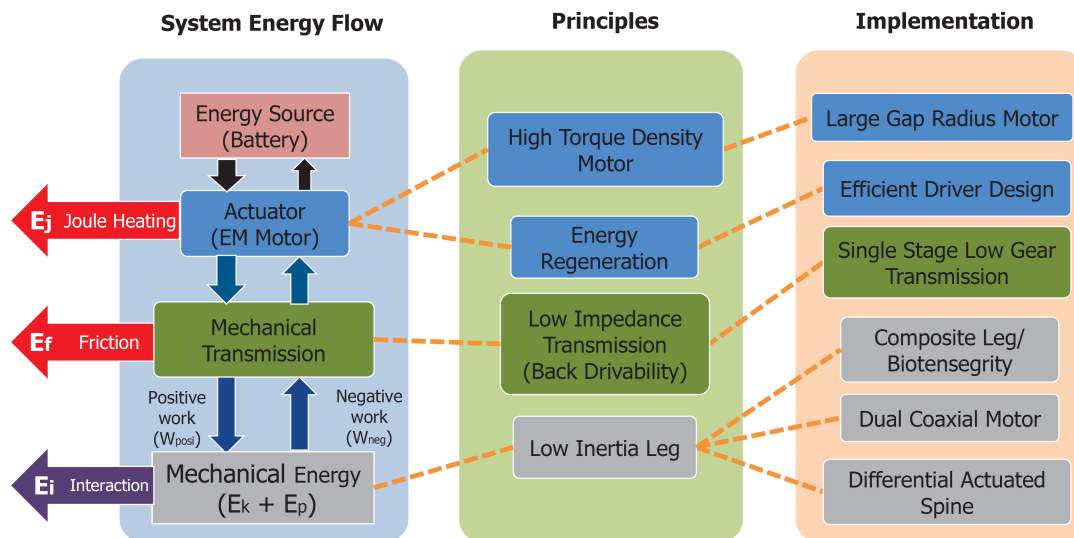 System Energy Flow
Energy Source
(Battery)
Actuator
(EM Motor)
Ej Joule Heating
Mechanical
Transmission
Ef Friction
Positive
work
(Wposi)
Negative
work
(Wneg)
Mechanical Energy
(Ek + Ep)
Ei Interaction
Principles
High Torque Density
Motor
Energy
Regeneration
Low Impedance
Transmission
(Back Drivability)
Low Inertia Leg
Implementation
Large Gap Radius Motor
Efficient Driver Design
Single Stage Low Gear
Transmission
Composite Leg/
Biotensegrity
Dual Coaxial Motor
Differential Actuated
Spine